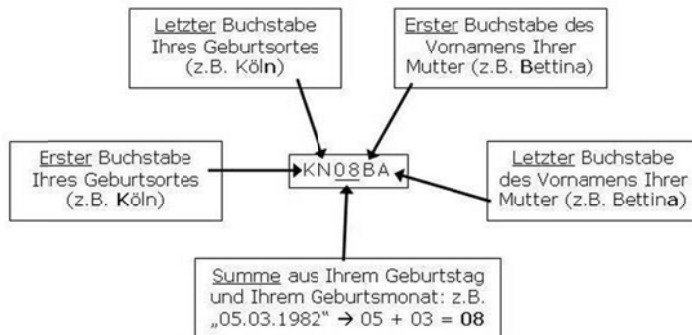 Letzter Buchstabe
Ihres Geburtsortes
(z.B. Köln)
Erster Buchstabe des
Vornamens Ihrer
Mutter (z.B. Bettina)
Erster Buchstabe
Ihres Geburtsortes
(z.B. Köln)
KN08BA
Letzter Buchstabe
des Vornamens Ihrer
Mutter (z.B. Bettina)
Summe aus Ihrem Geburtstag
und Ihrem Geburtsmonat: z.B.
„05.03.1982“ → 05 + 03 = 08